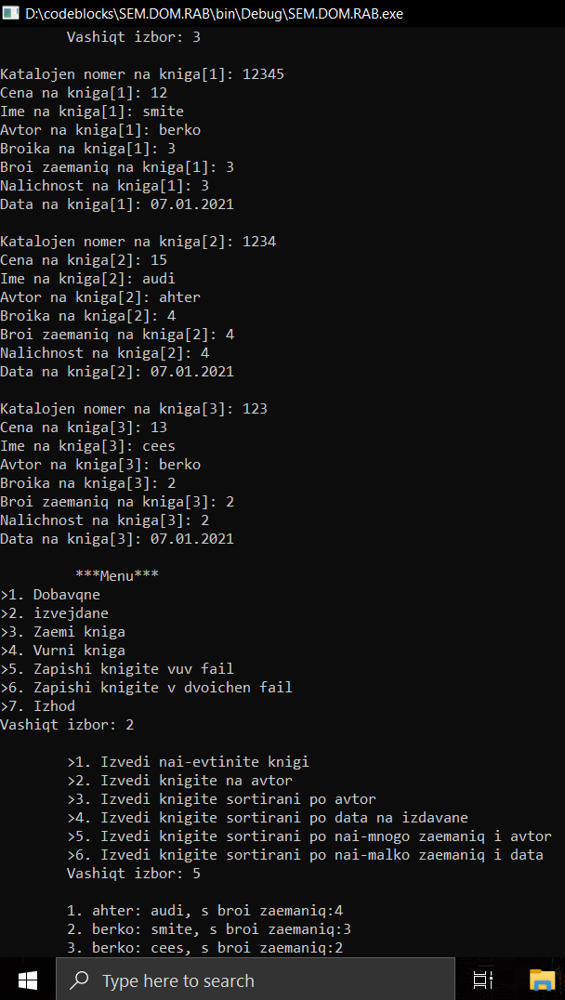 D:\codeblocks\SEM.DOM.RAB\bin\Debug\SEM.DOM.RAB.exe
Vashiqt izbor: 3
Katalojen nomer na kniga[1]: 12345
Cena na kniga[1]: 12
Ime na kniga[1]: smite
Avtor na kniga[1]: berko
Broika na kniga[1]: 3
Broi zaemaniq na kniga[1]: 3
Nalichnost na kniga[1]: 3
Data na kniga[1]: 07.01.2021
Katalojen nomer na kniga[2]: 1234
Cena na kniga[2]: 15
Ime na kniga[2]: audi
Avtor na kniga[2]: ahter
Broika na kniga[2]: 4
Broi zaemaniq na kniga[2]: 4
Nalichnost na kniga[2]: 4
Data na kniga[2]: 07.01.2021
Katalojen nomer na kniga[3]: 123
Cena na kniga[3]: 13
Ime na kniga[3]: cees
Avtor na kniga[3]: berko
Broika na kniga[3]: 2
Broi zaemaniq na kniga[3]: 2
Nalichnost na kniga[3]: 2
Data na kniga[3]: 07.01.2021
***Menu***
>1. Dobavqne
>2. izvejdane
>3. Zaemi kniga
>4. Vurni kniga
>5. Zapishi knigite vuv fail
>6. Zapishi knigite v dvoichen fail
>7. Izhod
Vashiqt izbor: 2
>1. Izvedi nai-evtinite knigi
>2. Izvedi knigite na avtor
>3. Izvedi knigite sortirani po avtor
>4. Izvedi knigite sortirani po data na izdavane
>5. Izvedi knigite sortirani po nai-mnogo zaemaniq i avtor
>6. Izvedi knigite sortirani po nai-malko zaemaniq i data
Vashiqt izbor: 5
1. ahter: audi, s broi zaemaniq:4
2. berko: smite, s broi zaemaniq:3
3. berko: cees, s broi zaemaniq:2
Type here to search